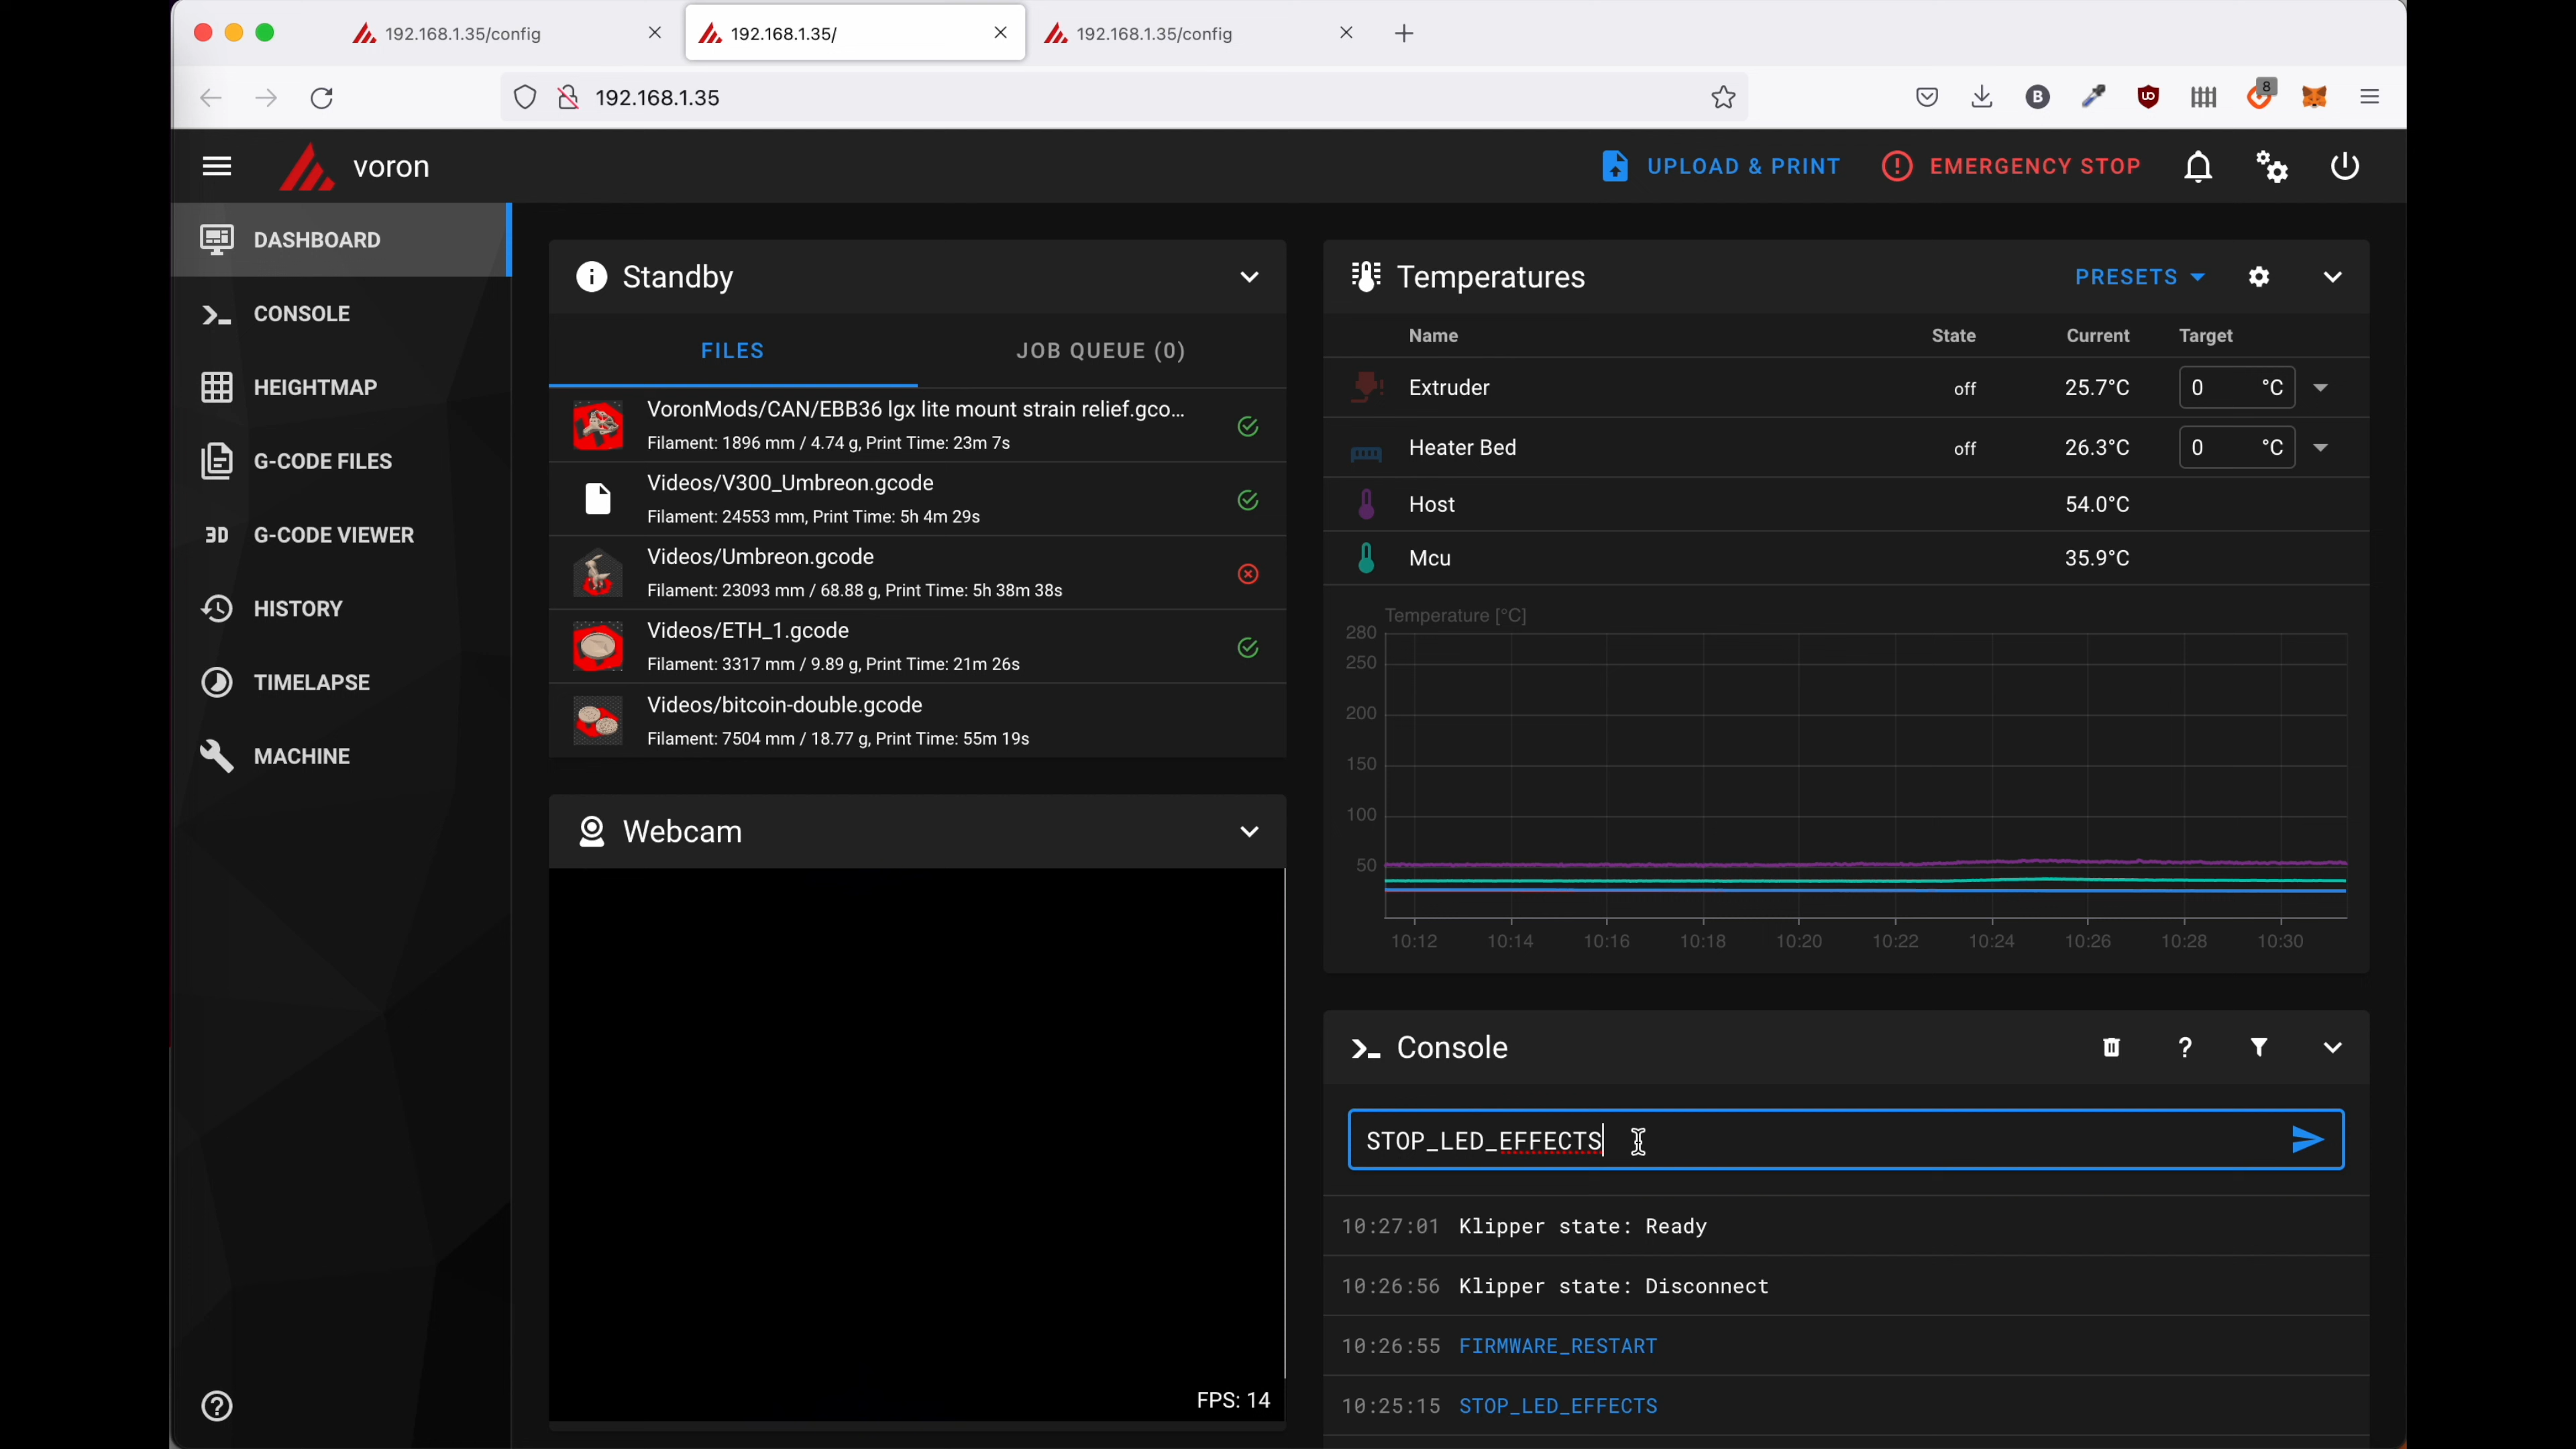 192.168.1.35/config
192.168.1.35/
192.168.1.35/config
192.168.1.35
B
UO
8
voron
UPLOAD & PRINT
EMERGENCY STOP
DASHBOARD
CONSOLE
HEIGHTMAP
G-CODE FILES
3D G-CODE VIEWER
HISTORY
TIMELAPSE
MACHINE
Standby
FILES
JOB QUEUE (0)
VoronMods/CAN/EBB36 lgx lite mount strain relief.gco...
Filament: 1896 mm / 4.74 g, Print Time: 23m 7s
Videos/V300_Umbreon.gcode
Filament: 24553 mm, Print Time: 5h 4m 29s
Videos/Umbreon.gcode
Filament: 23093 mm / 68.88 g, Print Time: 5h 38m 38s
Videos/ETH_1.gcode
Filament: 3317 mm / 9.89 g, Print Time: 21m 26s
Videos/bitcoin-double.gcode
Filament: 7504 mm / 18.77 g, Print Time: 55m 19s
Webcam
FPS: 14
Temperatures
PRESETS
Name State Current Target
Extruder off 25.7°C 0 °C
Heater Bed off 26.3°C 0 °C
Host 54.0°C
Mcu 35.9°C
Temperature [°C]
280
250
200
150
100
50
10:12 10:14 10:16 10:18 10:20 10:22 10:24 10:26 10:28 10:30
Console
STOP_LED_EFFECTS
10:27:01 Klipper state: Ready
10:26:56 Klipper state: Disconnect
10:26:55 FIRMWARE_RESTART
10:25:15 STOP_LED_EFFECTS